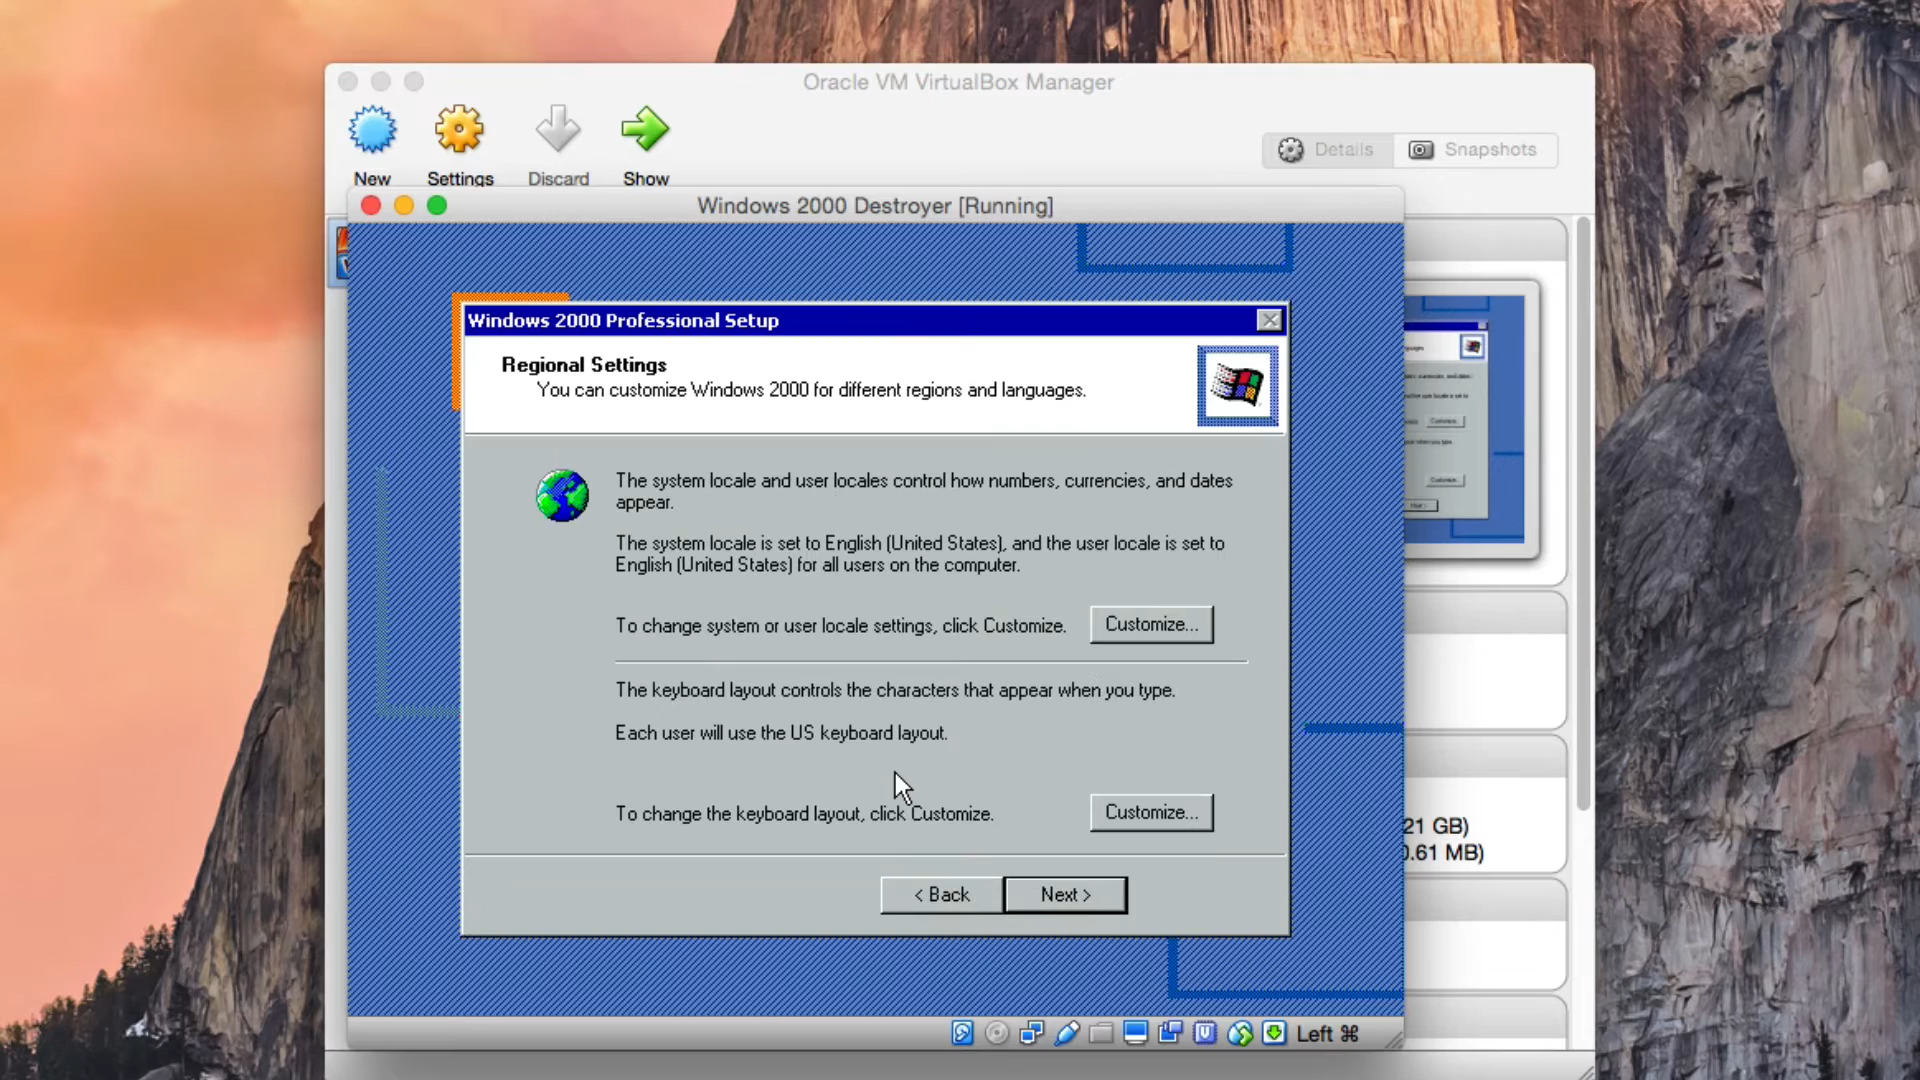 Oracle VM VirtualBox Manager
New
Settings
Discard
Show
Details
Snapshots
Windows 2000 Destroyer [Running]
Windows 2000 Professional Setup
Regional Settings
You can customize Windows 2000 for different regions and languages.
The system locale and user locales control how numbers, currencies, and dates
appear.
The system locale is set to English (United States), and the user locale is set to
English (United States) for all users on the computer.
To change system or user locale settings, click Customize.
Customize...
The keyboard layout controls the characters that appear when you type.
Each user will use the US keyboard layout.
To change the keyboard layout, click Customize.
Customize...
21 GB)
0.61 MB)
< Back
Next >
Left ⌘